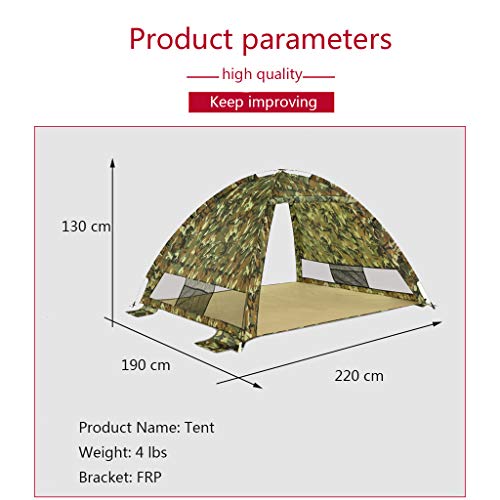 Product parameters
high quality
Keep improving
130 cm
190 cm
220 cm
Product Name: Tent
Weight: 4 lbs
Bracket: FRP